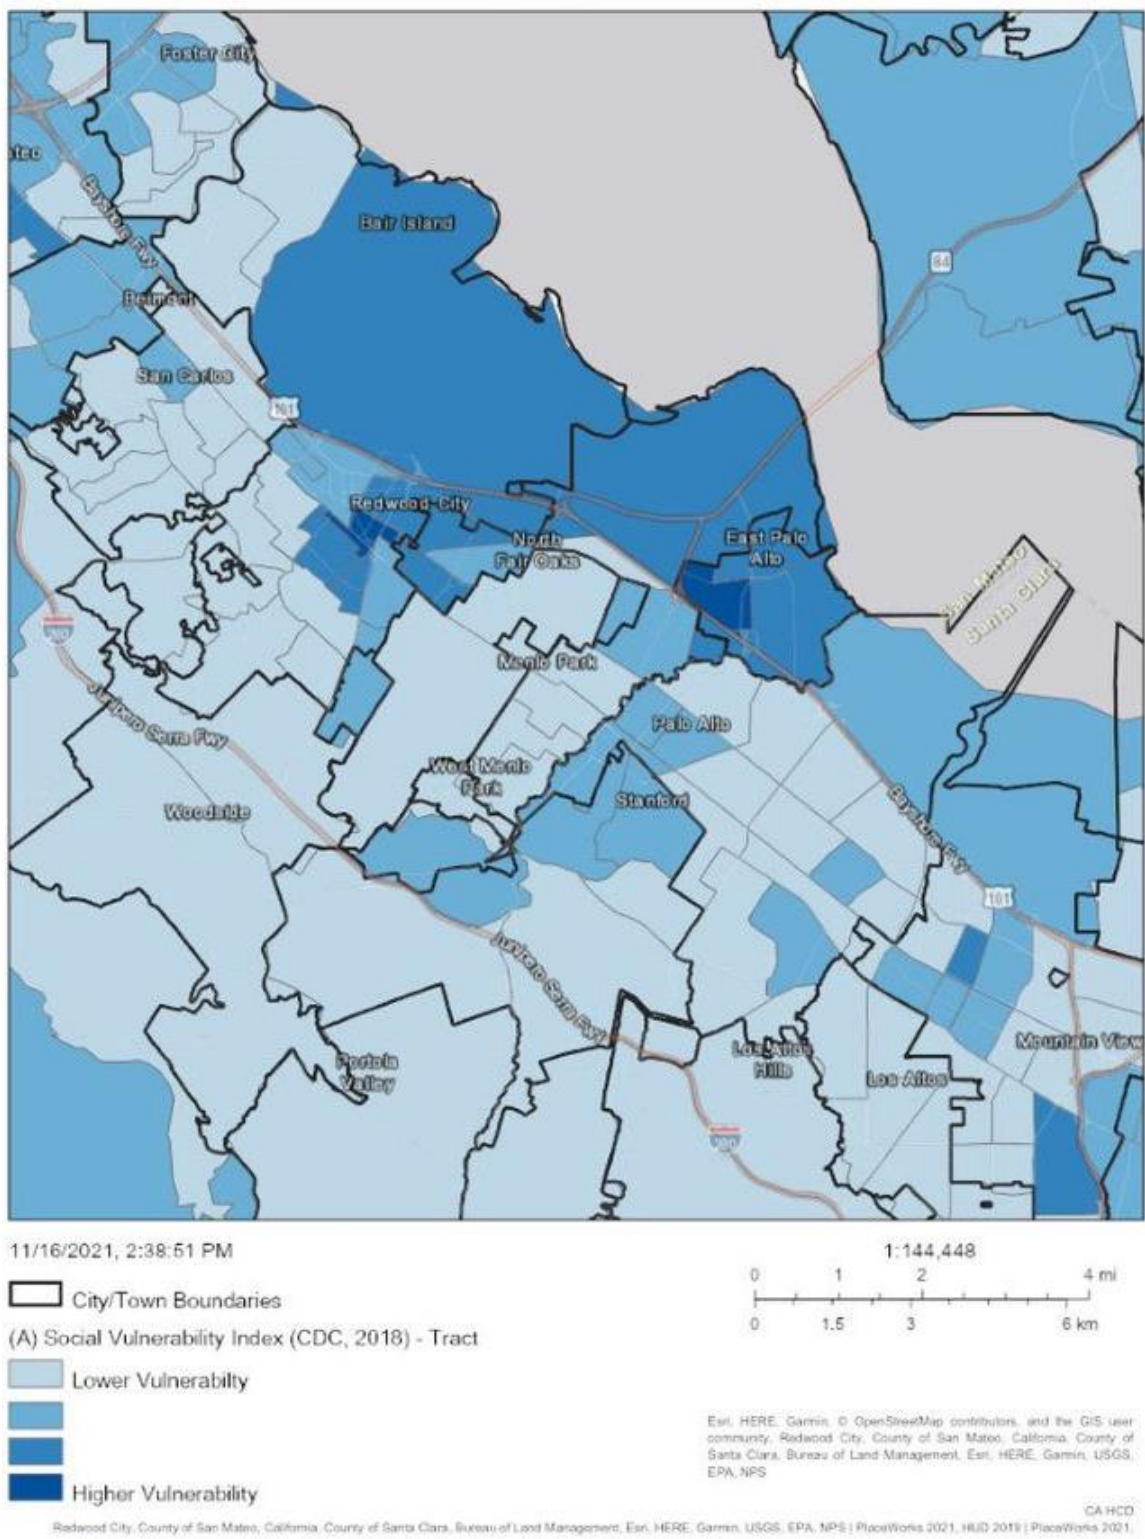 Foster City
ateo
Bayshore Fwy
Bair Island
84
Belmont
San Carlos
101
Redwood City
North
Fair Oaks
East Palo
Alto
San Mateo
Santa Clara
280
Menlo Park
Junipero Serra Fwy
Palo Alto
West Menlo
Park
Stanford
Woodside
Bayshore Fwy
101
Junipero Serra Fwy
Portola
Valley
Los Altos
Hills
Los Altos
Mountain View
280
11/16/2021, 2:38:51 PM
1:144,448
0 1 2 4 mi
0 1.5 3 6 km
City/Town Boundaries
(A) Social Vulnerability Index (CDC, 2018) - Tract
Lower Vulnerabilty
Higher Vulnerability
Esri, HERE, Garmin, © OpenStreetMap contributors, and the GIS user
community, Redwood City, County of San Mateo, California, County of
Santa Clara, Bureau of Land Management, Esri, HERE, Garmin, USGS,
EPA, NPS
CA HCD
Redwood City, County of San Mateo, California, County of Santa Clara, Bureau of Land Management, Esri, HERE, Garmin, USGS, EPA, NPS | PlaceWorks 2021, HUD 2019 | PlaceWorks 2021